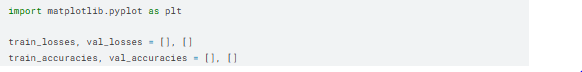 import matplotlib.pyplot as plt
train_losses, val_losses = [], []
train_accuracies, val_accuracies = [], []